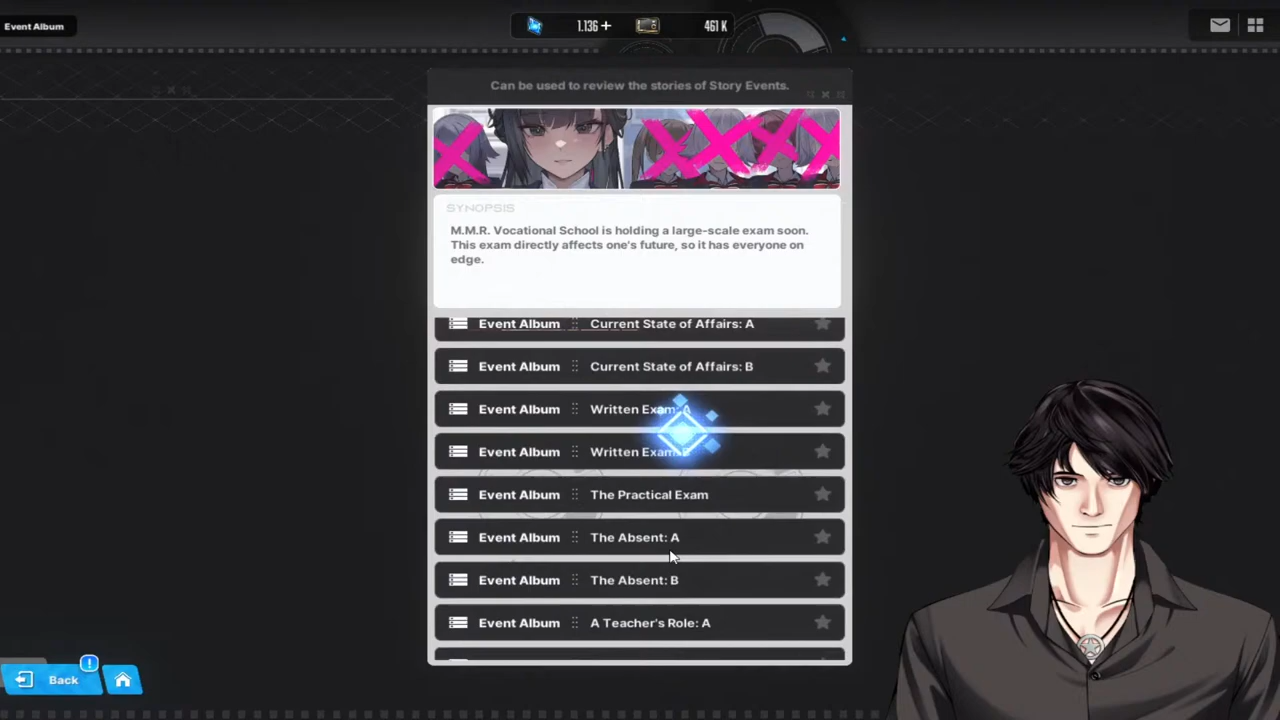 Event Album
1.136 +
461 K
Can be used to review the stories of Story Events.
SYNOPSIS
M.M.R. Vocational School is holding a large-scale exam soon.
This exam directly affects one's future, so it has everyone on
edge.
Event Album Current State of Affairs: A
Event Album Current State of Affairs: B
Event Album Written Exam: A
Event Album Written Exam: B
Event Album The Practical Exam
Event Album The Absent: A
Event Album The Absent: B
Event Album A Teacher's Role: A
! 
Back